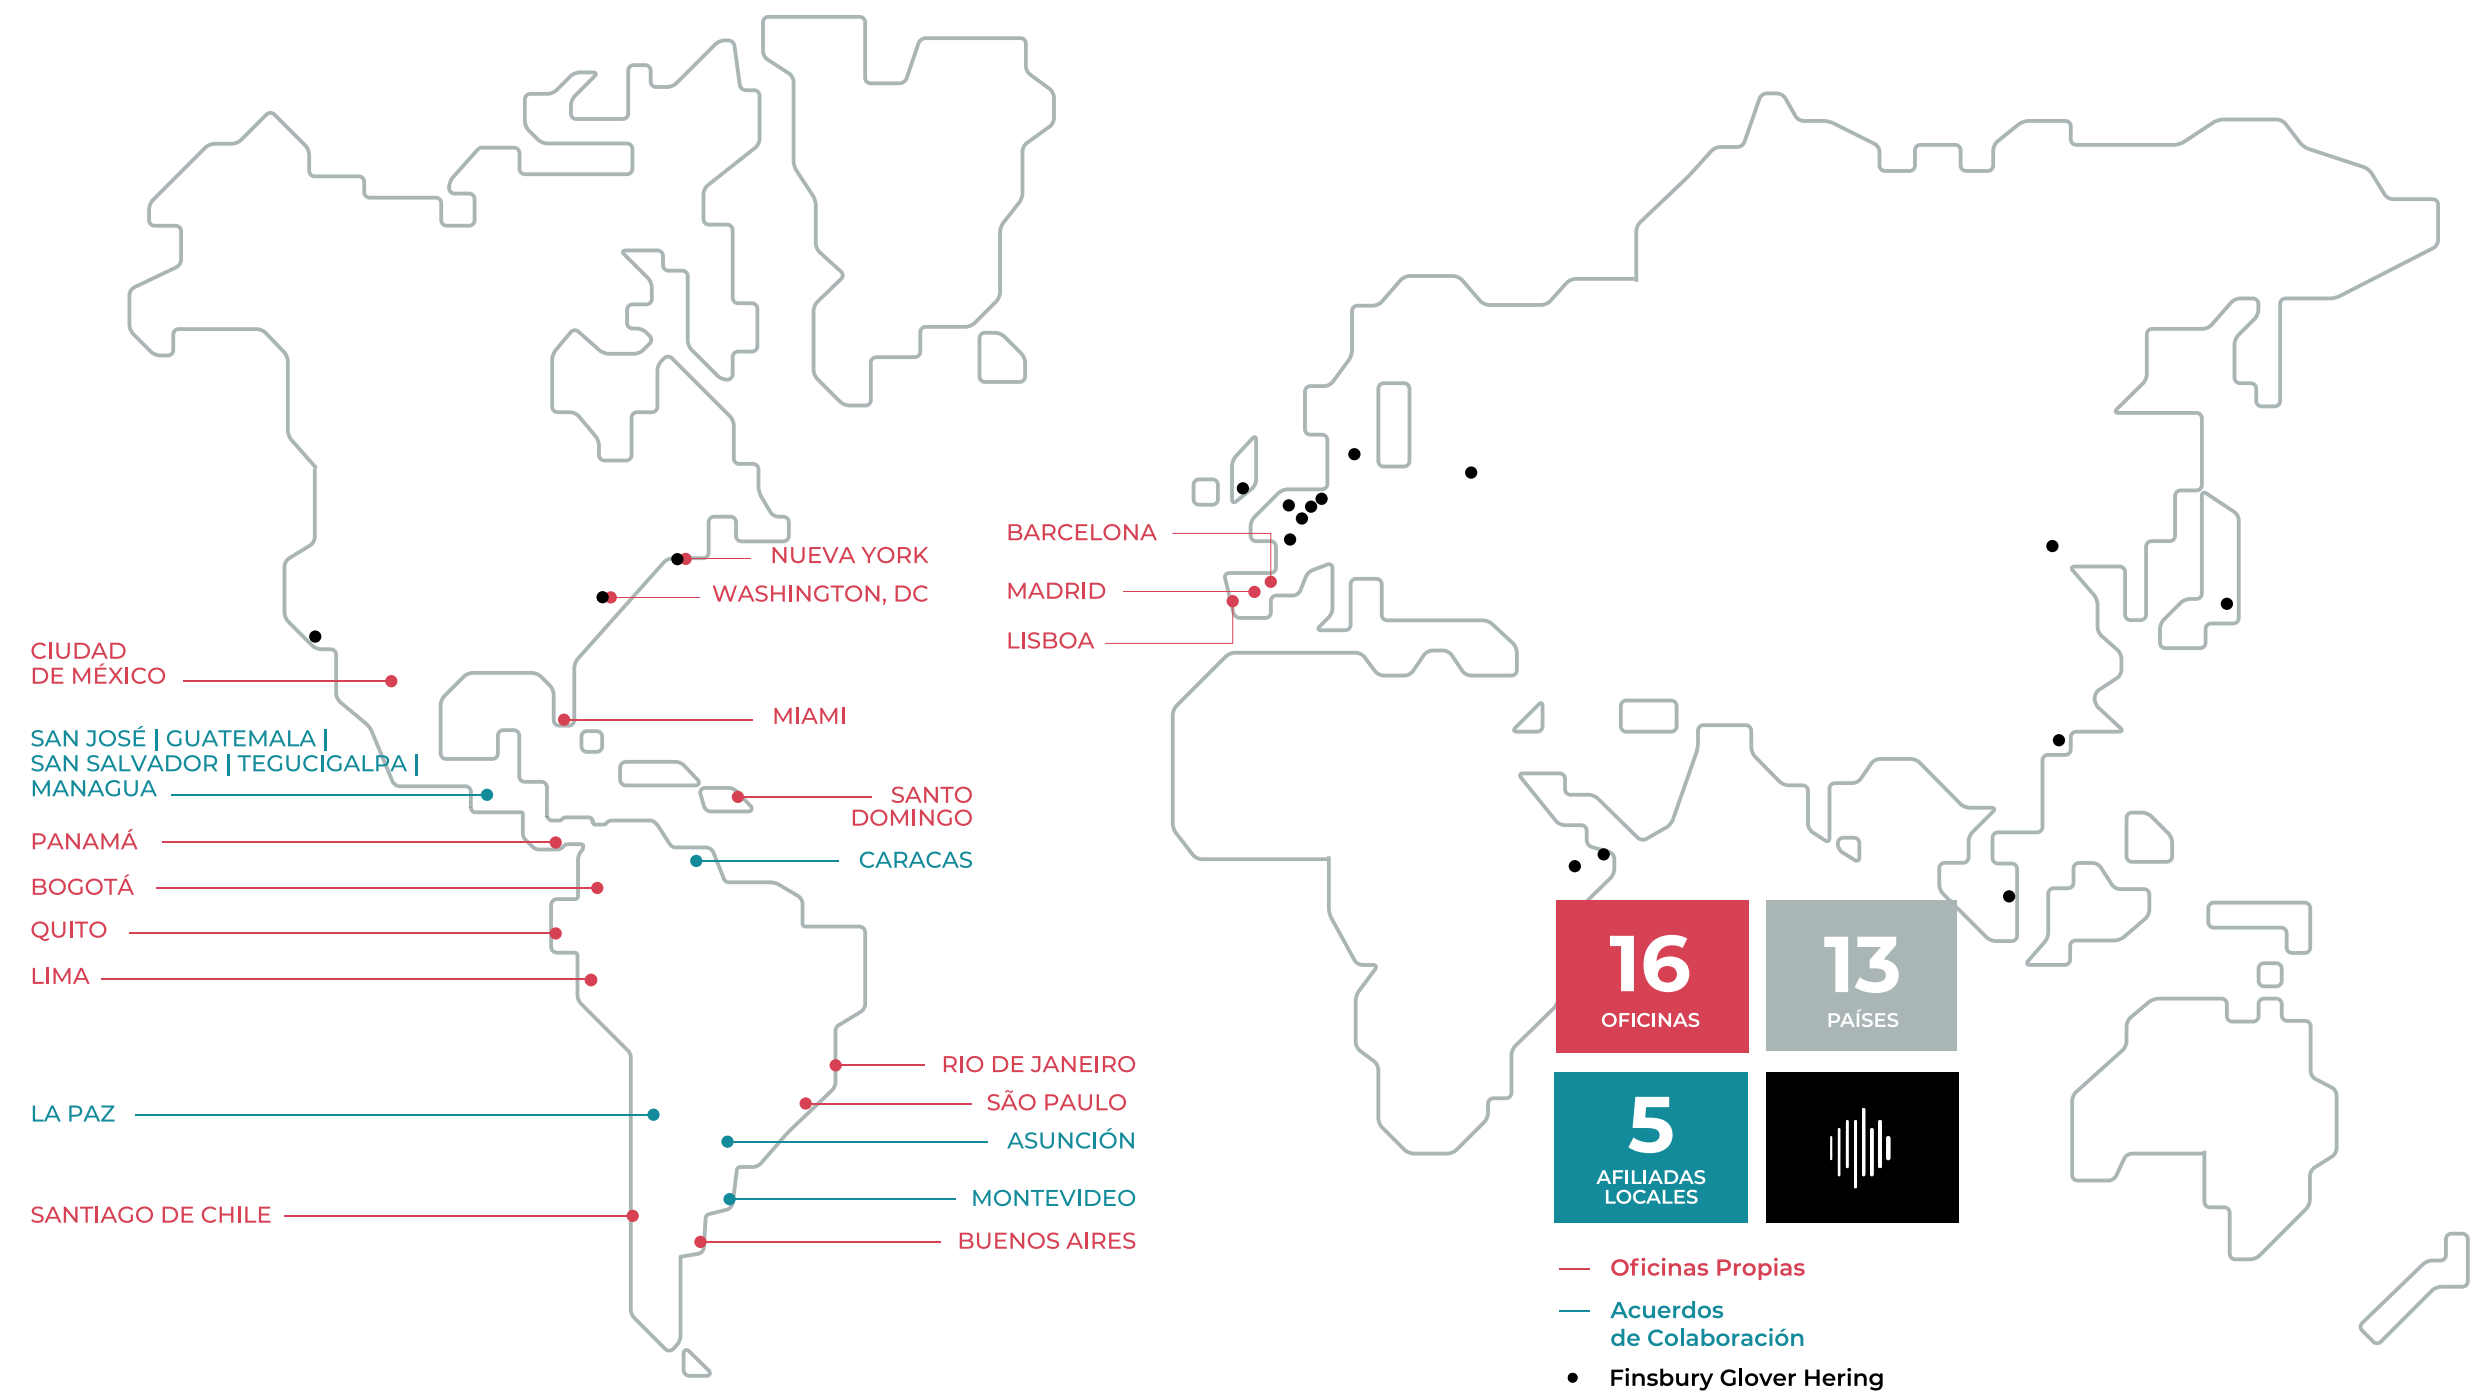 NUEVA YORK
WASHINGTON, DC
CIUDAD
DE MÉXICO
MIAMI
SAN JOSÉ | GUATEMALA |
SAN SALVADOR | TEGUCIGALPA |
MANAGUA
SANTO
DOMINGO
PANAMÁ
CARACAS
BOGOTÁ
QUITO
LIMA
RIO DE JANEIRO
SÃO PAULO
LA PAZ
ASUNCIÓN
MONTEVIDEO
SANTIAGO DE CHILE
BUENOS AIRES
BARCELONA
MADRID
LISBOA
16
OFICINAS
13
PAÍSES
5
AFILIADAS
LOCALES
Oficinas Propias
Acuerdos
de Colaboración
Finsbury Glover Hering